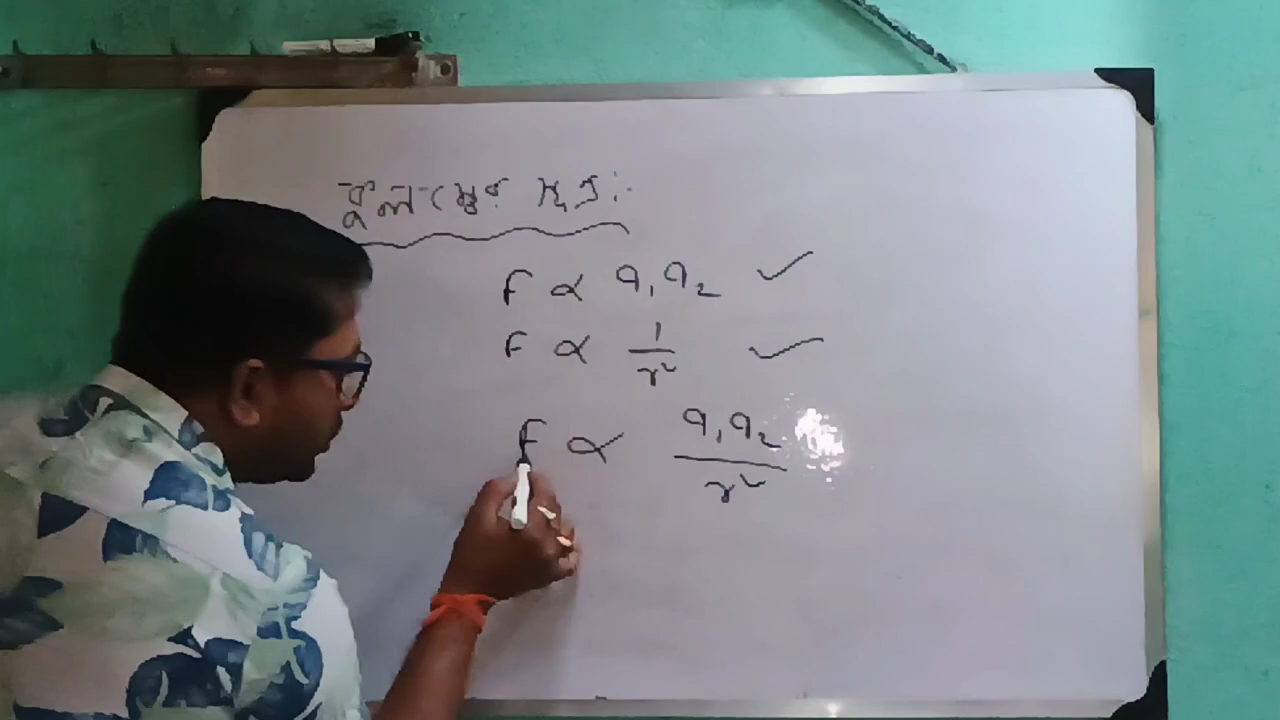 কুলম্বের সূত্র:-
F ∝ q₁q₂ ✓
F ∝ 1/r² ✓
F ∝ q₁q₂/r²